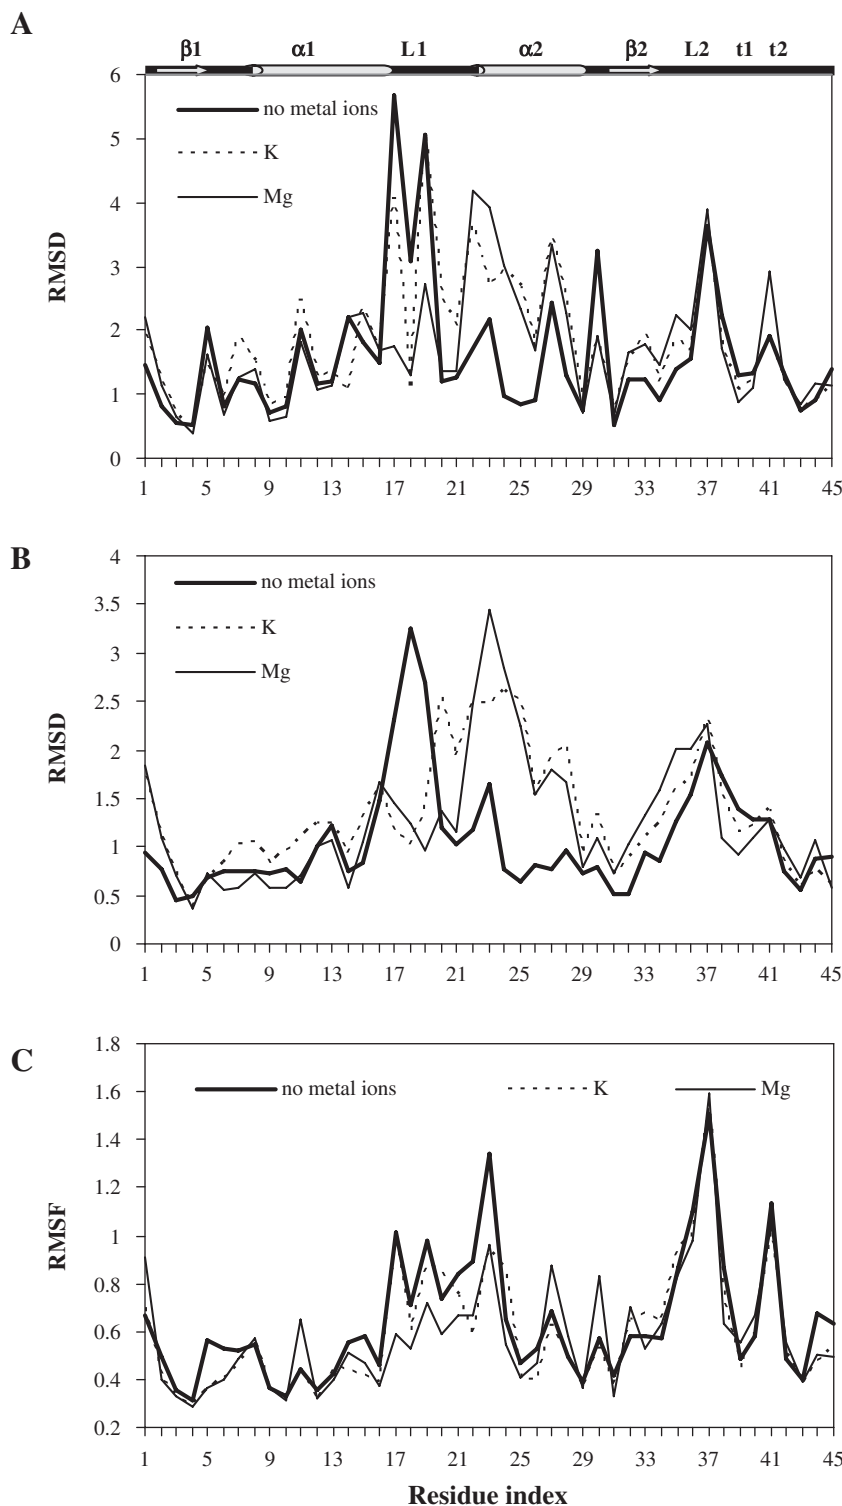 A
β1 α1 L1 α2 β2 L2 t1 t2
6
5
4
3
2
1
0
RMSD
no metal ions
K
Mg
1 5 9 13 17 21 25 29 33 37 41 45
B
4
3.5
3
2.5
2
1.5
1
0.5
0
RMSD
no metal ions
K
Mg
1 5 9 13 17 21 25 29 33 37 41 45
C
1.8
1.6
1.4
1.2
1
0.8
0.6
0.4
0.2
RMSF
no metal ions K Mg
1 5 9 13 17 21 25 29 33 37 41 45
Residue index